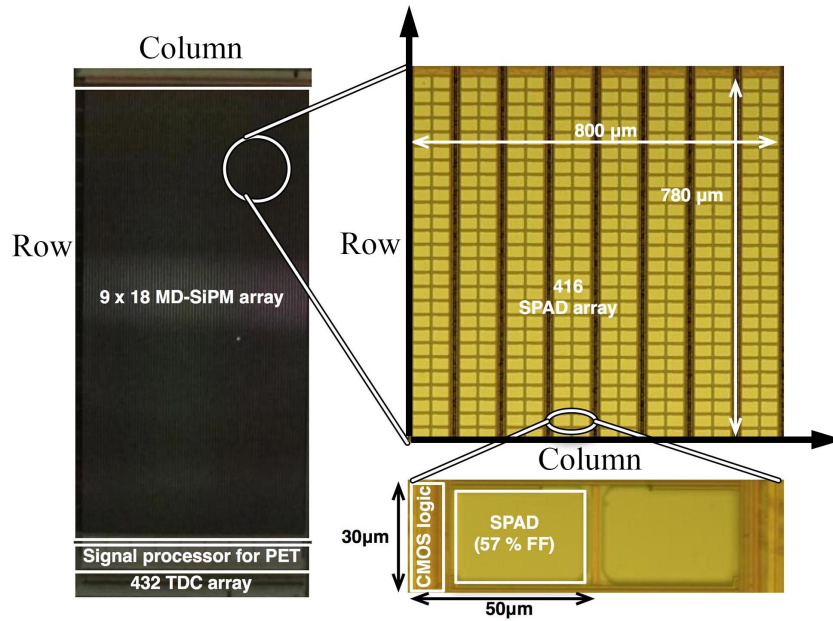 Column
Row
9 x 18 MD-SiPM array
Signal processor for PET
432 TDC array
800 µm
780 µm
Row
416
SPAD array
Column
30µm
CMOS logic
SPAD
(57 % FF)
50µm